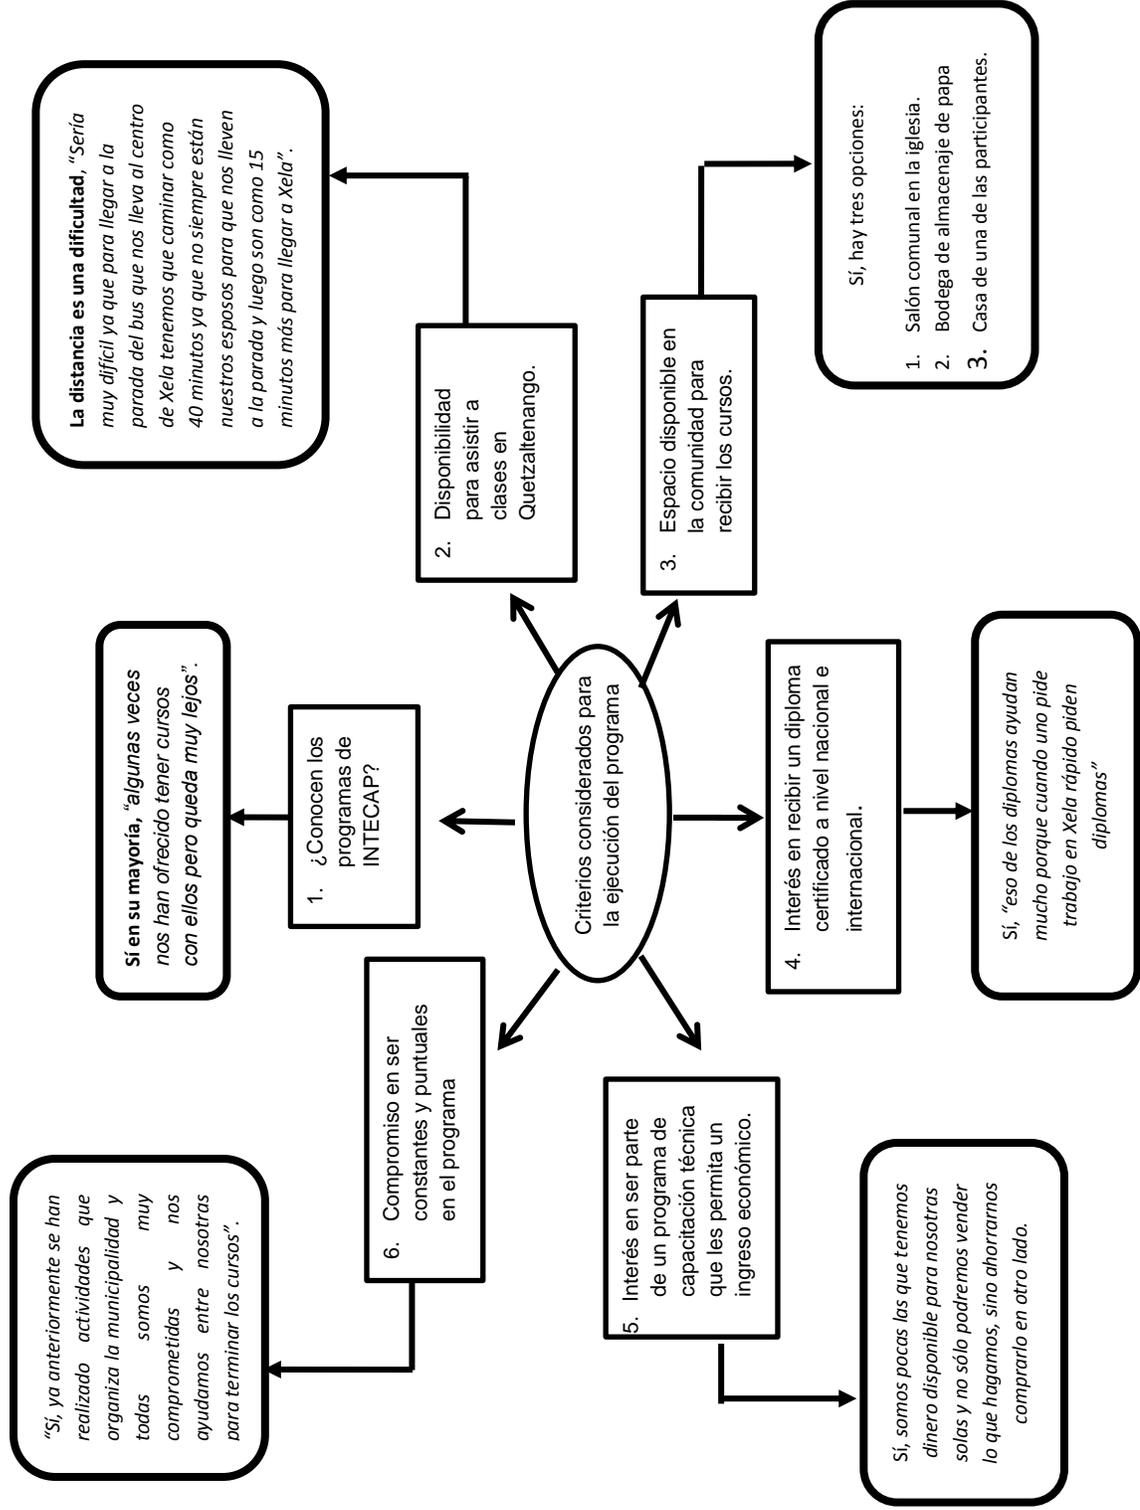 Criterios considerados para
la ejecución del programa
1. ¿Conocen los
programas de
INTECAP?
Sí en su mayoría, “algunas veces
nos han ofrecido tener cursos
con ellos pero queda muy lejos”.
2. Disponibilidad
para asistir a
clases en
Quetzaltenango.
La distancia es una dificultad, “Sería
muy difícil ya que para llegar a la
parada del bus que nos lleva al centro
de Xela tenemos que caminar como
40 minutos ya que no siempre están
nuestros esposos para que nos lleven
a la parada y luego son como 15
minutos más para llegar a Xela”.
3. Espacio disponible en
la comunidad para
recibir los cursos.
Sí, hay tres opciones:
1. Salón comunal en la iglesia.
2. Bodega de almacenaje de papa
3. Casa de una de las participantes.
4. Interés en recibir un diploma
certificado a nivel nacional e
internacional.
Sí, “eso de los diplomas ayudan
mucho porque cuando uno pide
trabajo en Xela rápido piden
diplomas”
5. Interés en ser parte
de un programa de
capacitación técnica
que les permita un
ingreso económico.
Sí, somos pocas las que tenemos
dinero disponible para nosotras
solas y no sólo podremos vender
lo que hagamos, sino ahorrarnos
comprarlo en otro lado.
6. Compromiso en ser
constantes y puntuales
en el programa
“Sí, ya anteriormente se han
realizado actividades que
organiza la municipalidad y
todas somos muy
comprometidas y nos
ayudamos entre nosotras
para terminar los cursos”.